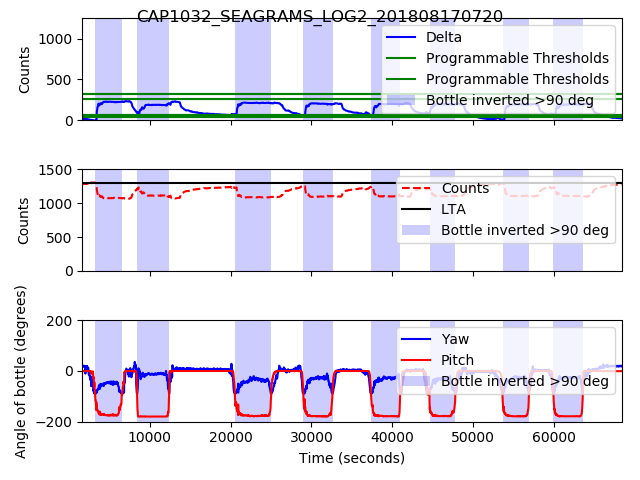 CAP1032_SEAGRAMS_LOG2_201808170720
1000
500
0
Counts
Delta
Programmable Thresholds
Programmable Thresholds
Bottle inverted >90 deg
1500
1000
500
0
Counts
Counts
LTA
Bottle inverted >90 deg
200
0
−200
Angle of bottle (degrees)
Yaw
Pitch
Bottle inverted >90 deg
10000 20000 30000 40000 50000 60000
Time (seconds)